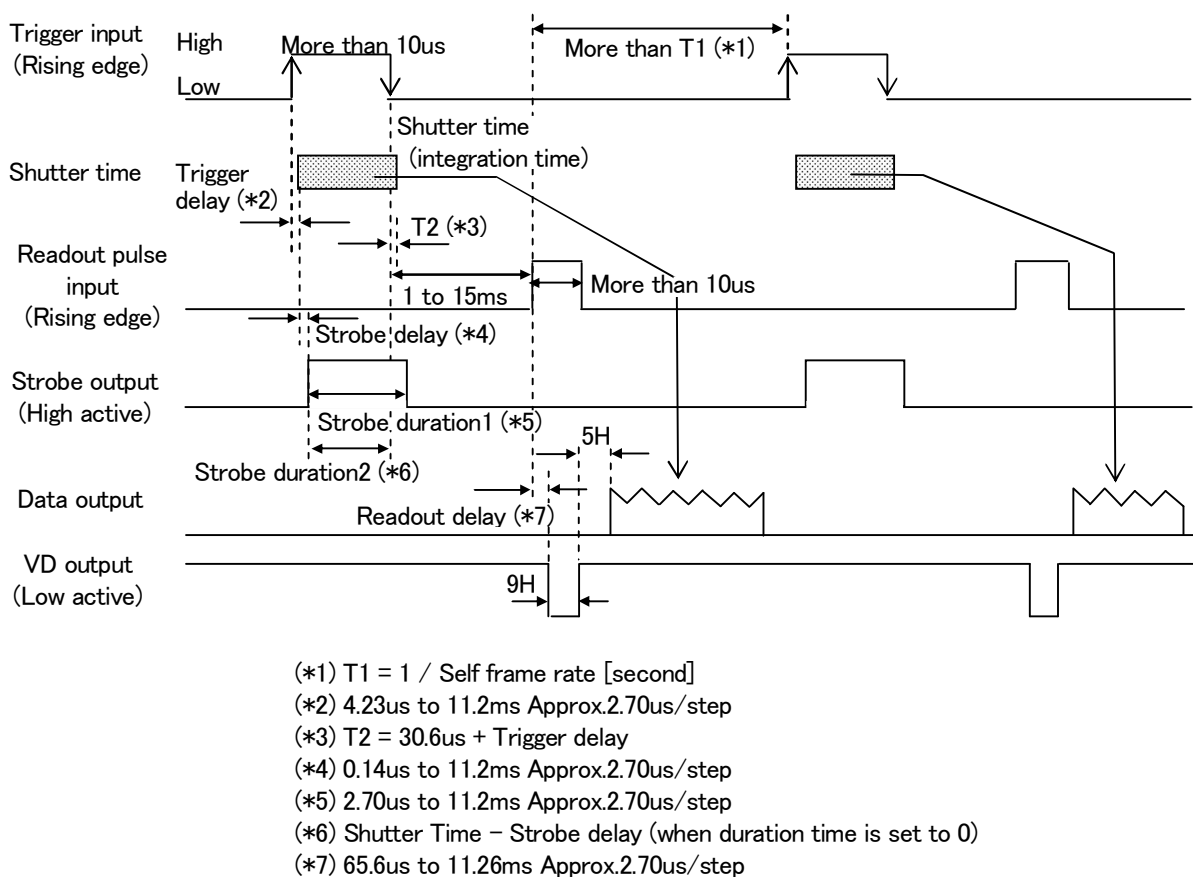 Trigger input
(Rising edge)
High
Low
More than 10us
More than T1 (*1)
Shutter time
(integration time)
Shutter time
Trigger
delay (*2)
T2 (*3)
Readout pulse
input
(Rising edge)
1 to 15ms
More than 10us
Strobe delay (*4)
Strobe output
(High active)
Strobe duration1 (*5)
5H
Strobe duration2 (*6)
Data output
Readout delay (*7)
VD output
(Low active)
9H
(*1) T1 = 1 / Self frame rate [second]
(*2) 4.23us to 11.2ms Approx.2.70us/step
(*3) T2 = 30.6us + Trigger delay
(*4) 0.14us to 11.2ms Approx.2.70us/step
(*5) 2.70us to 11.2ms Approx.2.70us/step
(*6) Shutter Time - Strobe delay (when duration time is set to 0)
(*7) 65.6us to 11.26ms Approx.2.70us/step